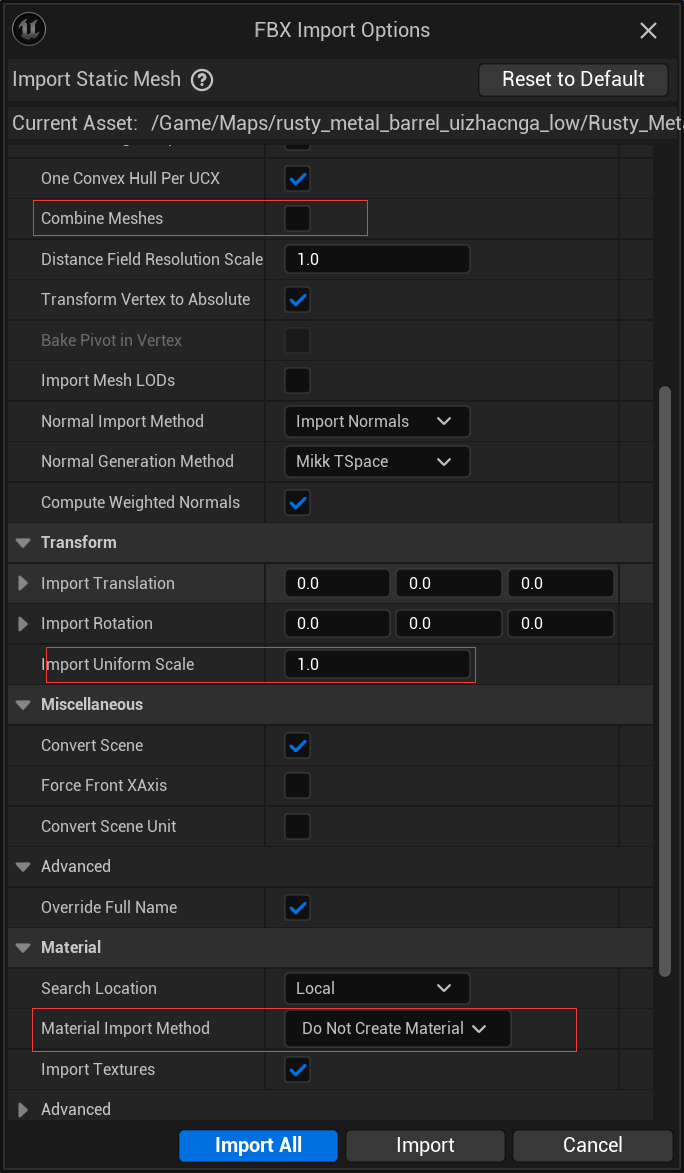 FBX Import Options
Import Static Mesh ?
Reset to Default
Current Asset: /Game/Maps/rusty_metal_barrel_uizhacnga_low/Rusty_Meta
One Convex Hull Per UCX
Combine Meshes
Distance Field Resolution Scale 1.0
Transform Vertex to Absolute
Bake Pivot in Vertex
Import Mesh LODs
Normal Import Method Import Normals
Normal Generation Method Mikk TSpace
Compute Weighted Normals
Transform
Import Translation 0.0 0.0 0.0
Import Rotation 0.0 0.0 0.0
Import Uniform Scale 1.0
Miscellaneous
Convert Scene
Force Front XAxis
Convert Scene Unit
Advanced
Override Full Name
Material
Search Location Local
Material Import Method Do Not Create Material
Import Textures
Advanced
Import All Import Cancel